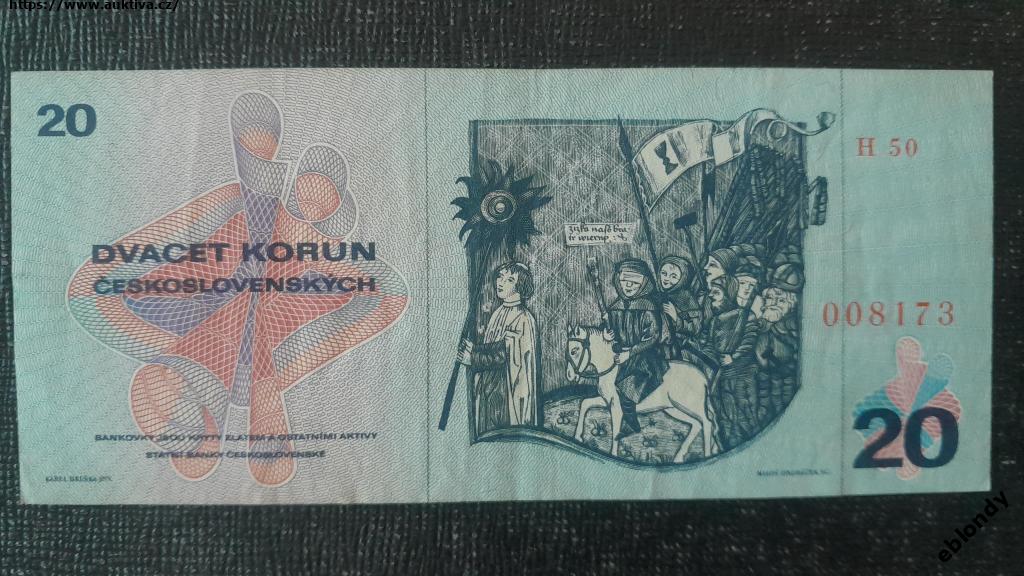 https://www.auktiva.cz/
20
H 50
DVACET KORUN
ČESKOSLOVENSKÝCH
008173
20
BANKOVKY JSOU KRYTY ZLATEM A OSTATNÍMI AKTIVY
STÁTNÍ BANKY ČESKOSLOVENSKÉ
eblondy